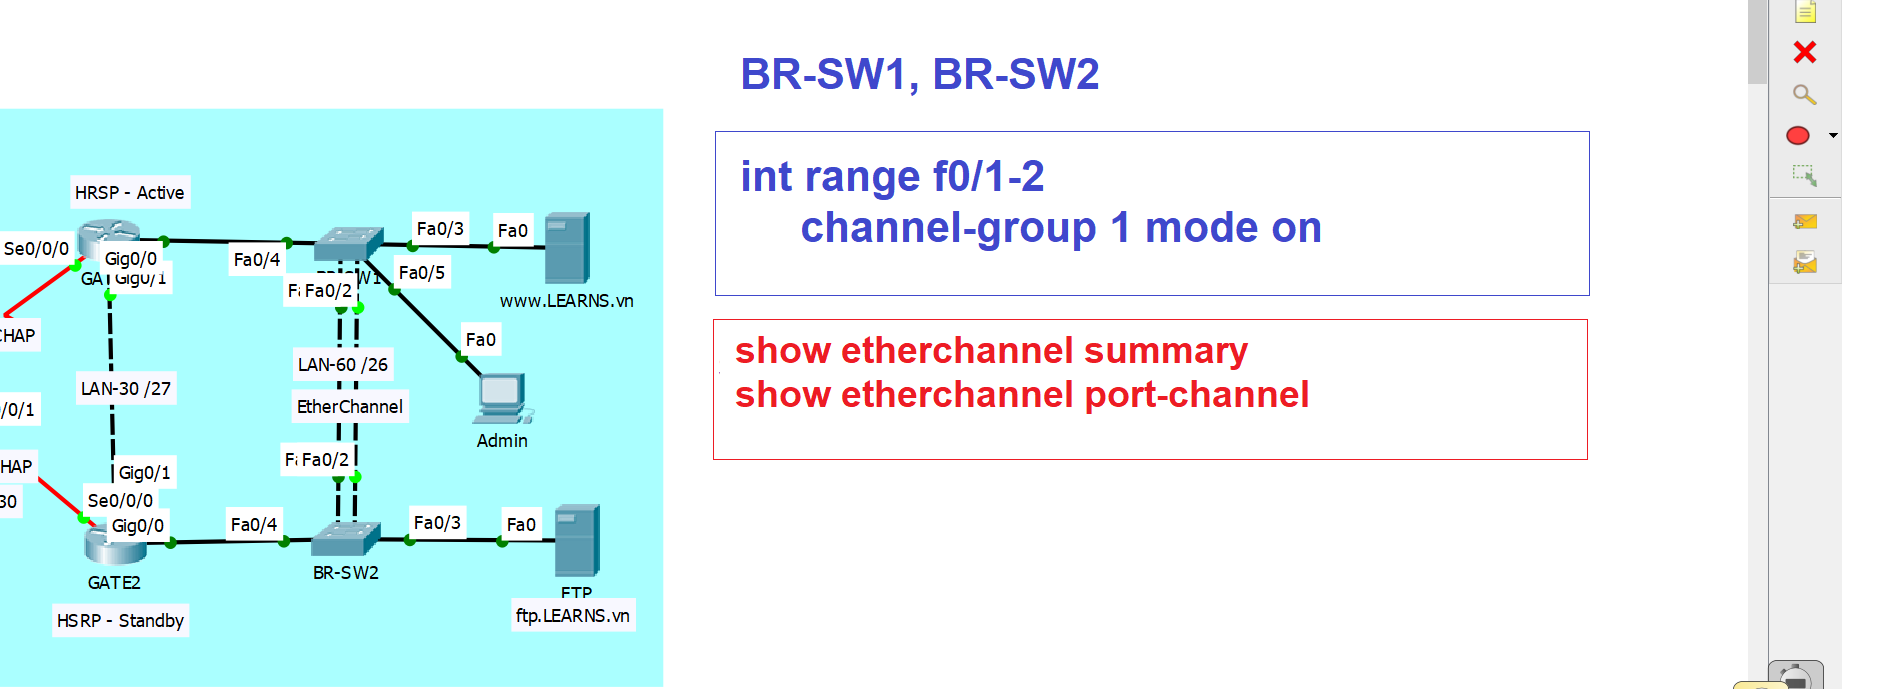 BR-SW1, BR-SW2
int range f0/1-2
channel-group 1 mode on
show etherchannel summary
show etherchannel port-channel
HRSP - Active
Se0/0/0
Gig0/0
Gig0/1
Fa0/4
Fa0/3
Fa0
www.LEARNS.vn
Fa0/5
Fa0/2
Fa0
CHAP
LAN-60 /26
LAN-30 /27
EtherChannel
/0/1
Admin
HAP
Fa0/2
Gig0/1
30
Se0/0/0
Gig0/0
Fa0/4
Fa0/3
Fa0
GATE2
BR-SW2
FTP
ftp.LEARNS.vn
HSRP - Standby